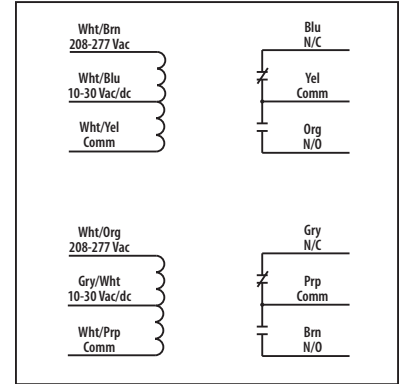 Wht/Brn
208-277 Vac
Wht/Blu
10-30 Vac/dc
Wht/Yel
Comm
Blu
N/C
Yel
Comm
Org
N/O
Wht/Org
208-277 Vac
Gry/Wht
10-30 Vac/dc
Wht/Prp
Comm
Gry
N/C
Prp
Comm
Brn
N/O